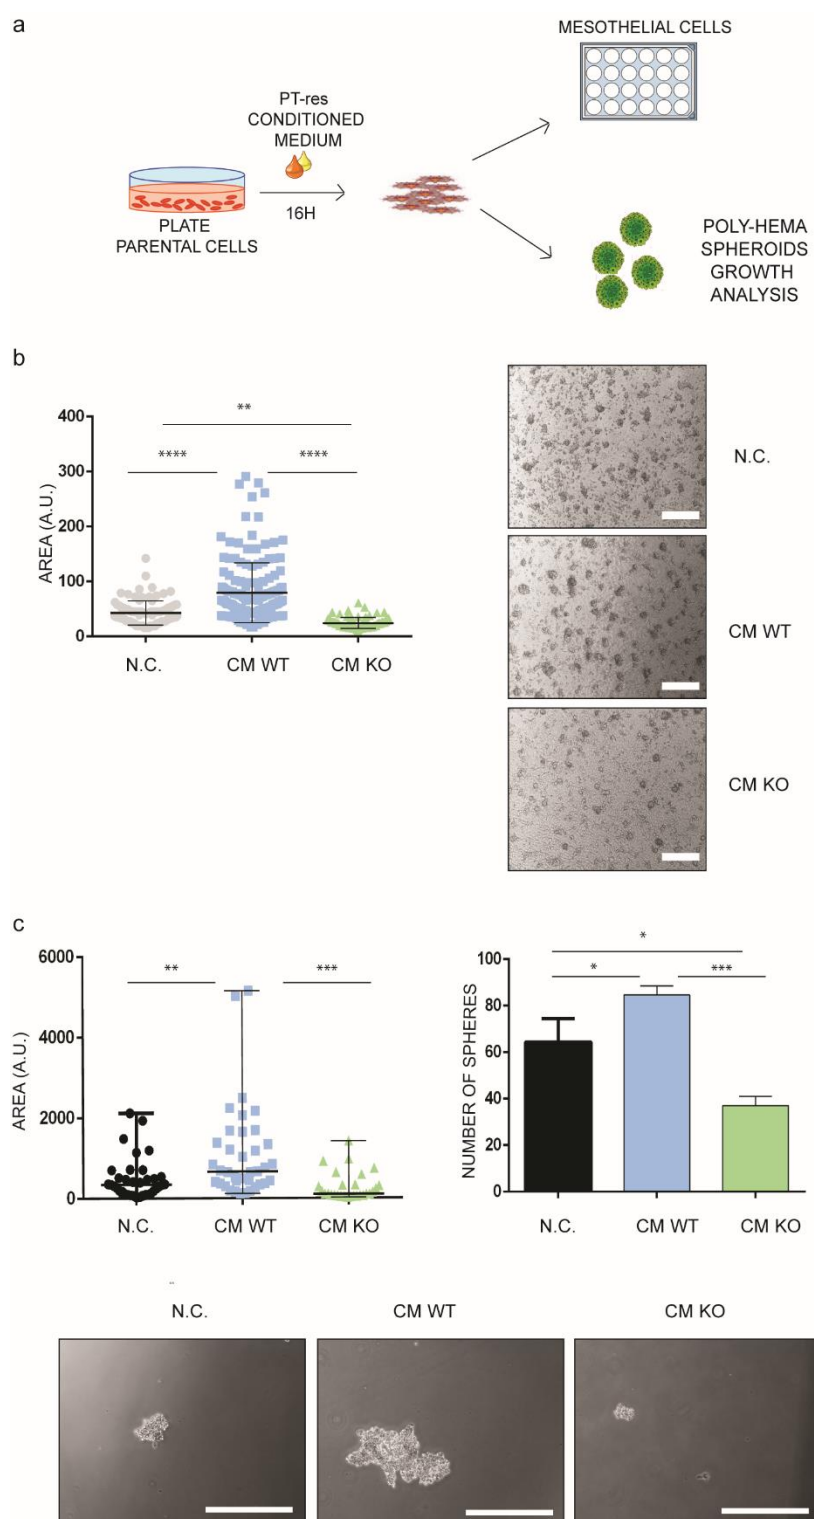 a
MESOTHELIAL CELLS
PT-res
CONDITIONED
MEDIUM
16H
PLATE
PARENTAL CELLS
POLY-HEMA
SPHEROIDS
GROWTH
ANALYSIS
b
**
****
****
400
300
200
100
0
AREA (A.U.)
N.C.
CM WT
CM KO
N.C.
CM WT
CM KO
c
**
***
6000
4000
2000
0
AREA (A.U.)
N.C.
CM WT
CM KO
*
*
***
100
80
60
40
20
0
NUMBER OF SPHERES
N.C.
CM WT
CM KO
N.C.
CM WT
CM KO